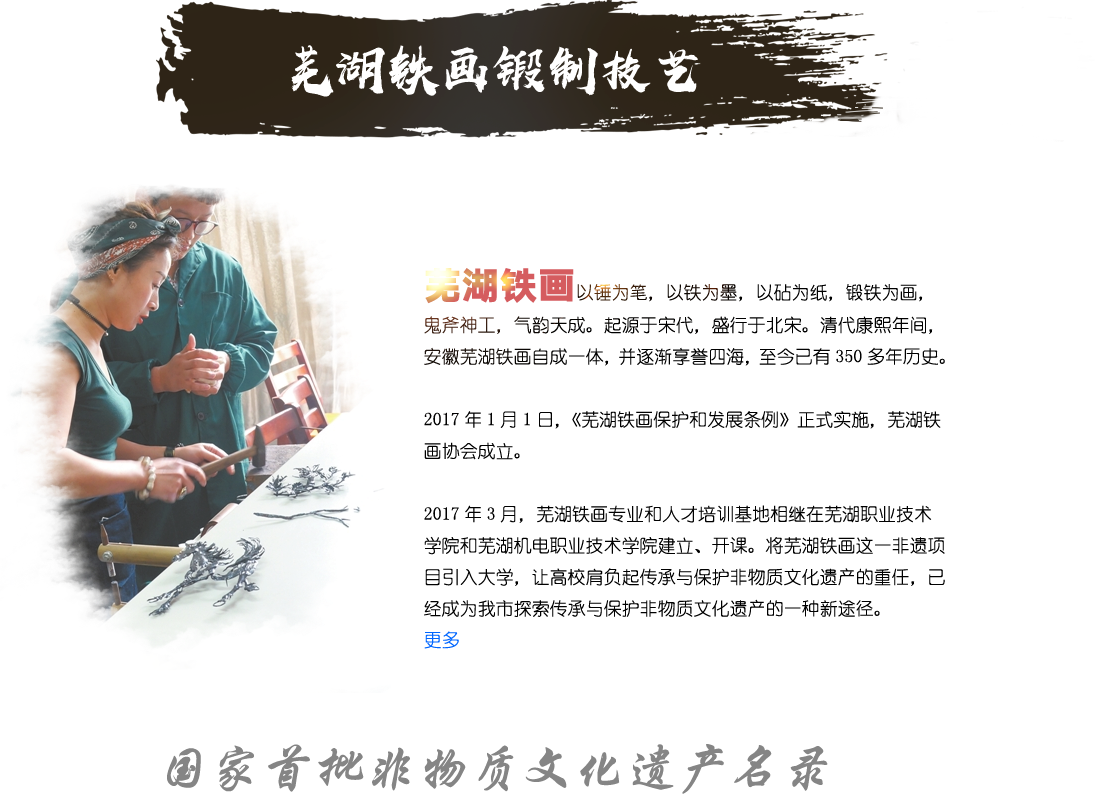 芜湖铁画锻制技艺
芜湖铁画以锤为笔，以铁为墨，以砧为纸，锻铁为画，
鬼斧神工，气韵天成。起源于宋代，盛行于北宋。清代康熙年间，
安徽芜湖铁画自成一体，并逐渐享誉四海，至今已有 350 多年历史。
2017 年 1 月 1 日，《芜湖铁画保护和发展条例》正式实施，芜湖铁
画协会成立。
2017 年 3 月，芜湖铁画专业和人才培训基地相继在芜湖职业技术
学院和芜湖机电职业技术学院建立、开课。将芜湖铁画这一非遗项
目引入大学，让高校肩负起传承与保护非物质文化遗产的重任，已
经成为我市探索传承与保护非物质文化遗产的一种新途径。
更多
国家首批非物质文化遗产名录